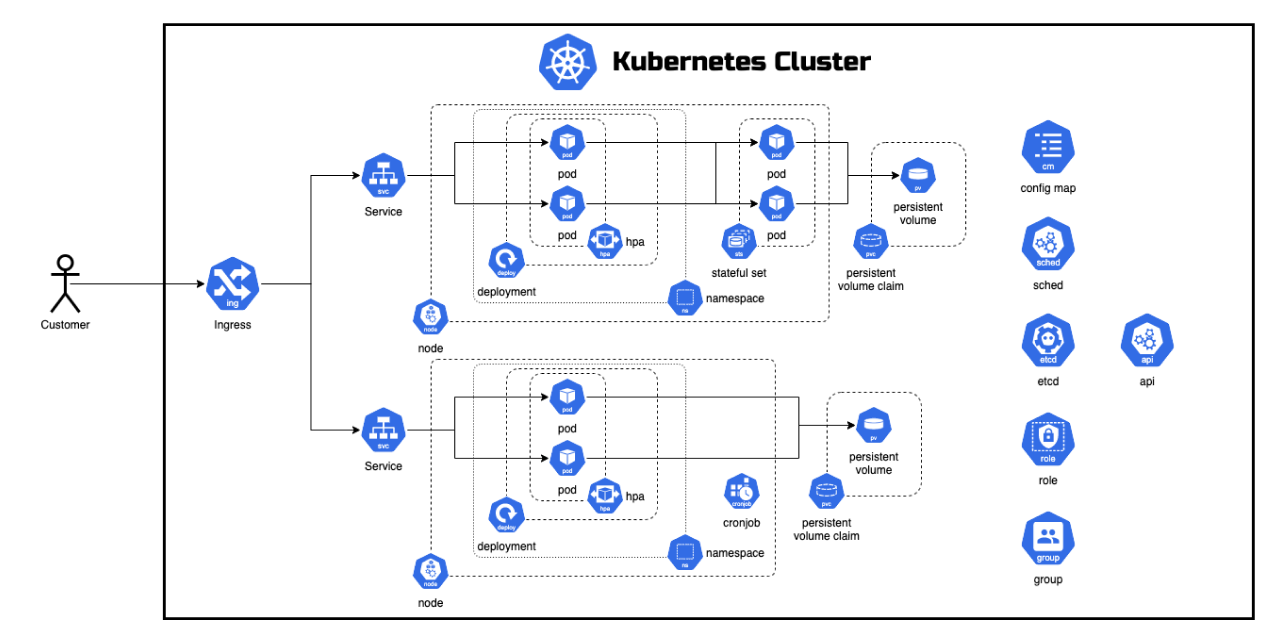 Kubernetes Cluster
pod
pod
pod
pod
cm
config map
svc
Service
pv
persistent
volume
pod
pod
pod
hpa
pod
hpa
sts
pod
stateful set
pvc
persistent
volume claim
sched
sched
deploy
deployment
ns
namespace
Customer
ing
Ingress
node
node
etcd
etcd
api
api
pod
pod
svc
Service
pv
persistent
volume
role
role
pod
pod
hpa
hpa
cronjob
cronjob
pvc
persistent
volume claim
deploy
deployment
ns
namespace
node
node
group
group